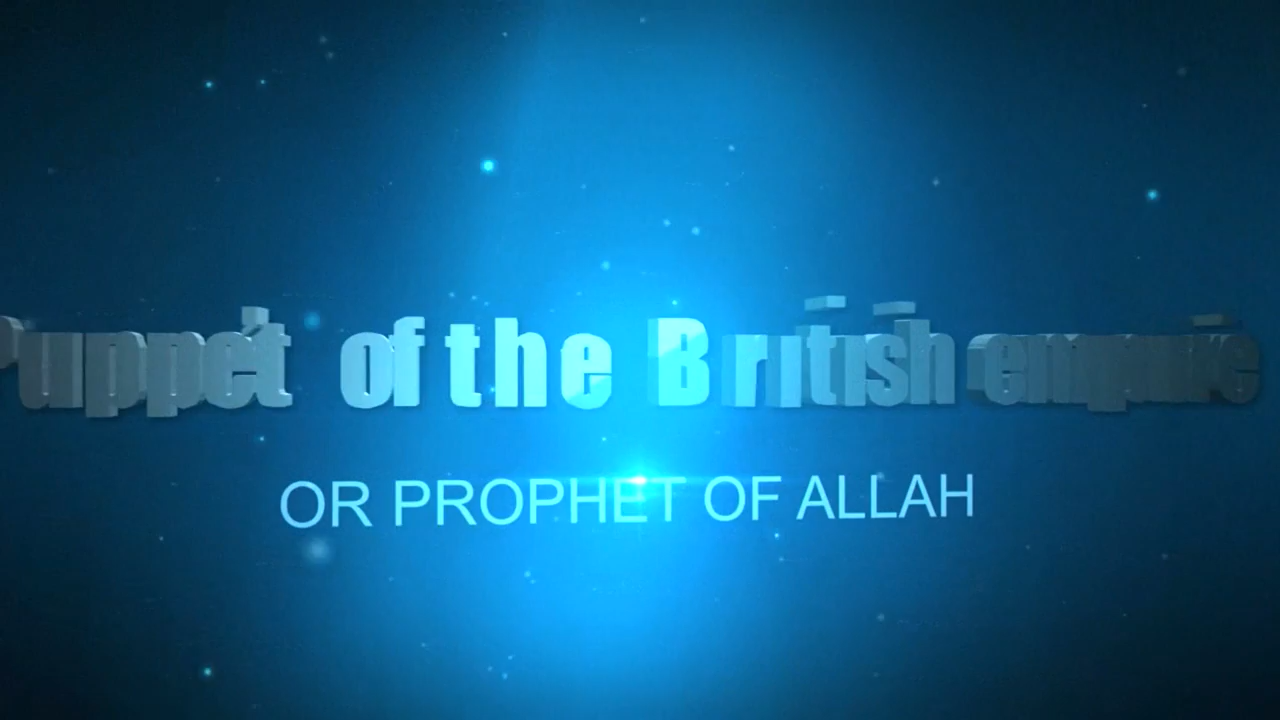 Puppet of the British empire
OR PROPHET OF ALLAH